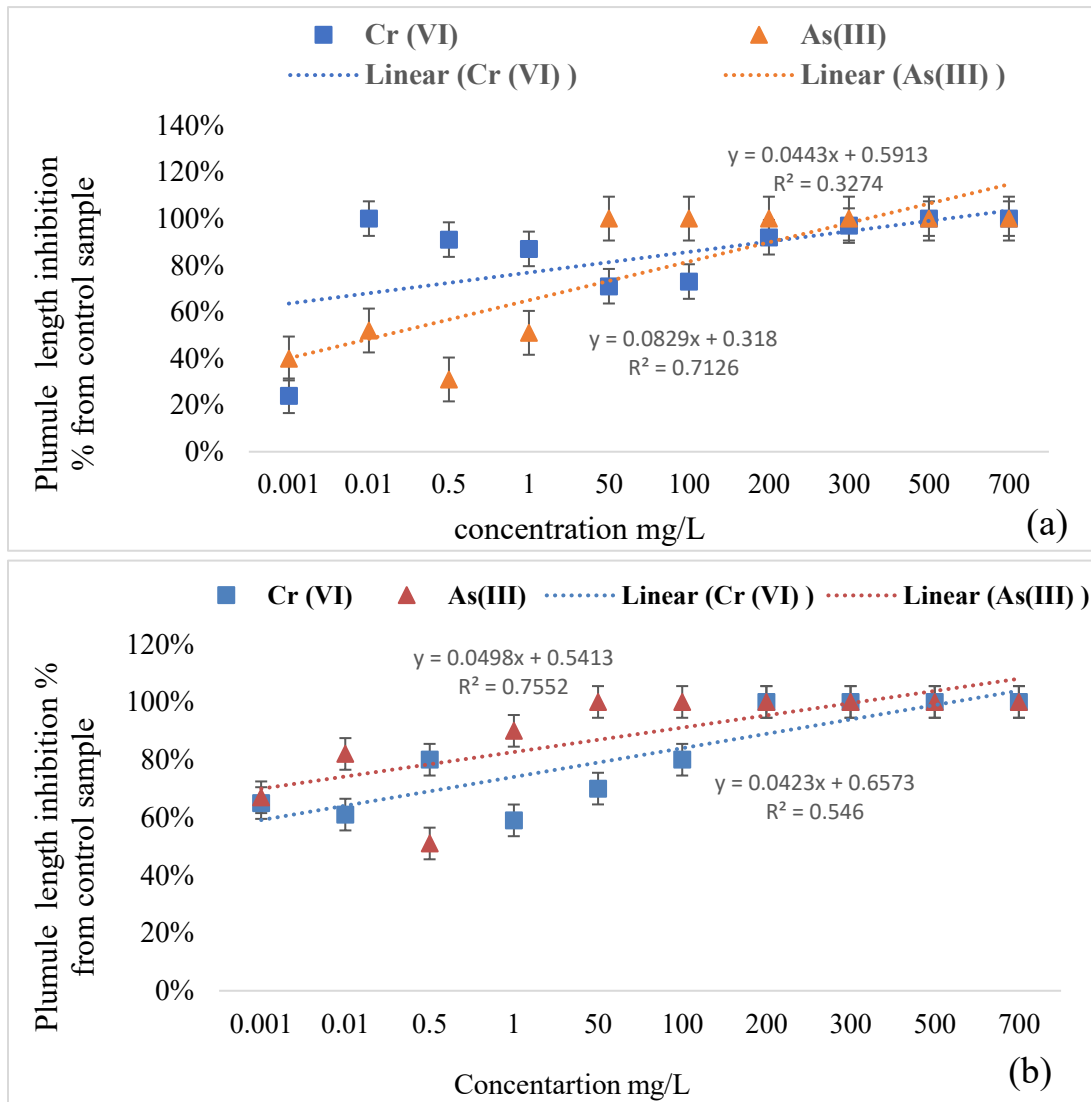 Cr (VI) As(III)
Linear (Cr (VI) ) Linear (As(III) )
Plumule length inhibition
% from control sample
140%
120%
100%
80%
60%
40%
20%
0%
y = 0.0443x + 0.5913
R² = 0.3274
y = 0.0829x + 0.318
R² = 0.7126
0.001 0.01 0.5 1 50 100 200 300 500 700
concentration mg/L
(a)
Cr (VI) As(III) Linear (Cr (VI) ) Linear (As(III) )
Plumule length inhibition %
from control sample
120%
100%
80%
60%
40%
20%
0%
y = 0.0498x + 0.5413
R² = 0.7552
y = 0.0423x + 0.6573
R² = 0.546
0.001 0.01 0.5 1 50 100 200 300 500 700
Concentartion mg/L
(b)